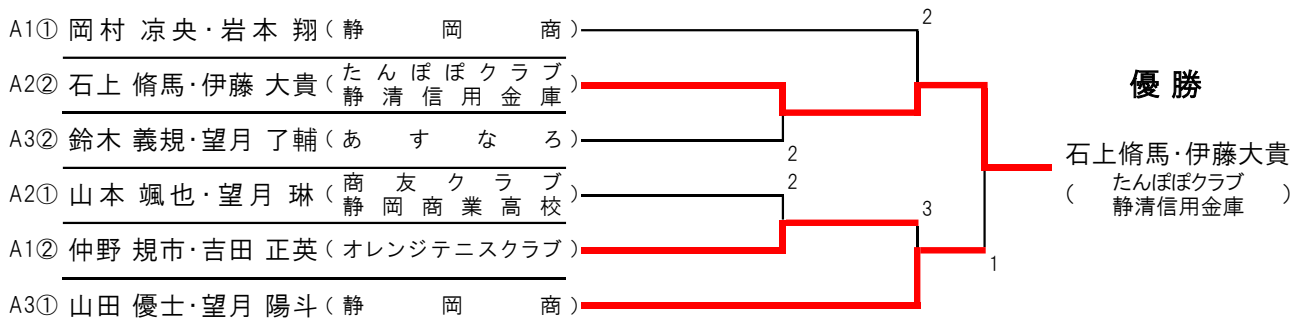 A1① 岡村 凉央・岩本 翔 ( 静 岡 商 )
2
A2② 石上 脩馬・伊藤 大貴 ( たんぽぽクラブ
静清信用金庫 )
優勝
A3② 鈴木 義規・望月 了輔 ( あすなろ )
2
石上脩馬・伊藤大貴
( たんぽぽクラブ
静清信用金庫 )
A2① 山本 颯也・望月 琳 ( 商友クラブ
静岡商業高校 )
2
3
A1② 仲野 規市・吉田 正英 ( オレンジテニスクラブ )
1
A3① 山田 優士・望月 陽斗 ( 静 岡 商 )